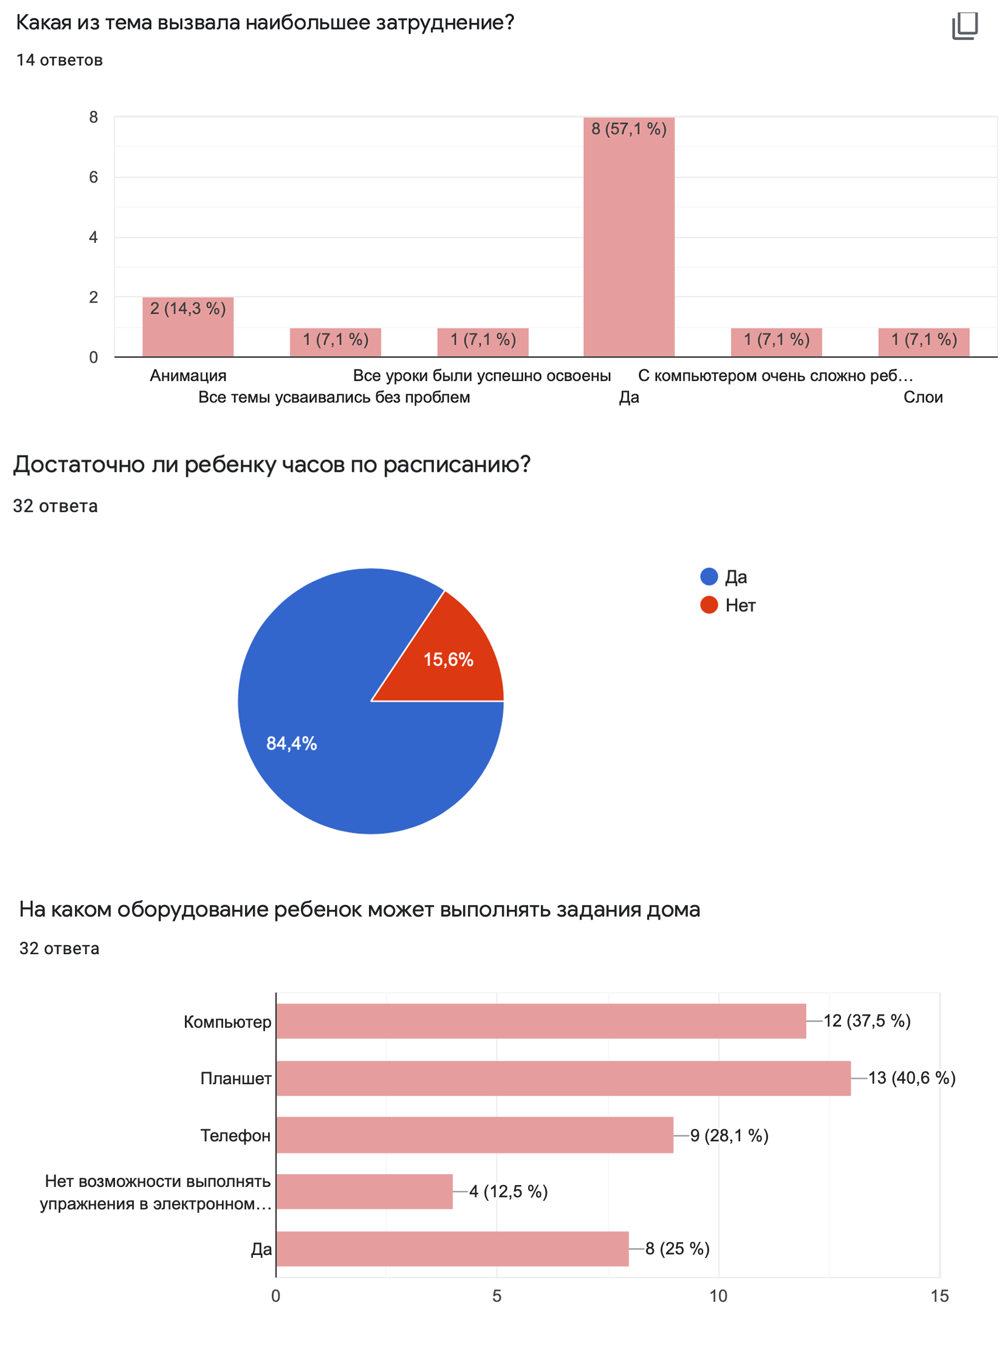 Какая из тема вызвала наибольшее затруднение?
14 ответов
8
6
4
2
0
2 (14,3 %)
1 (7,1 %)
1 (7,1 %)
8 (57,1 %)
1 (7,1 %)
1 (7,1 %)
Анимация
Все темы усваивались без проблем
Все уроки были успешно освоены
Да
С компьютером очень сложно реб…
Слои
Достаточно ли ребенку часов по расписанию?
32 ответа
Да
Нет
15,6%
84,4%
На каком оборудование ребенок может выполнять задания дома
32 ответа
Компьютер
12 (37,5 %)
Планшет
13 (40,6 %)
Телефон
9 (28,1 %)
Нет возможности выполнять
упражнения в электронном…
4 (12,5 %)
Да
8 (25 %)
0
5
10
15